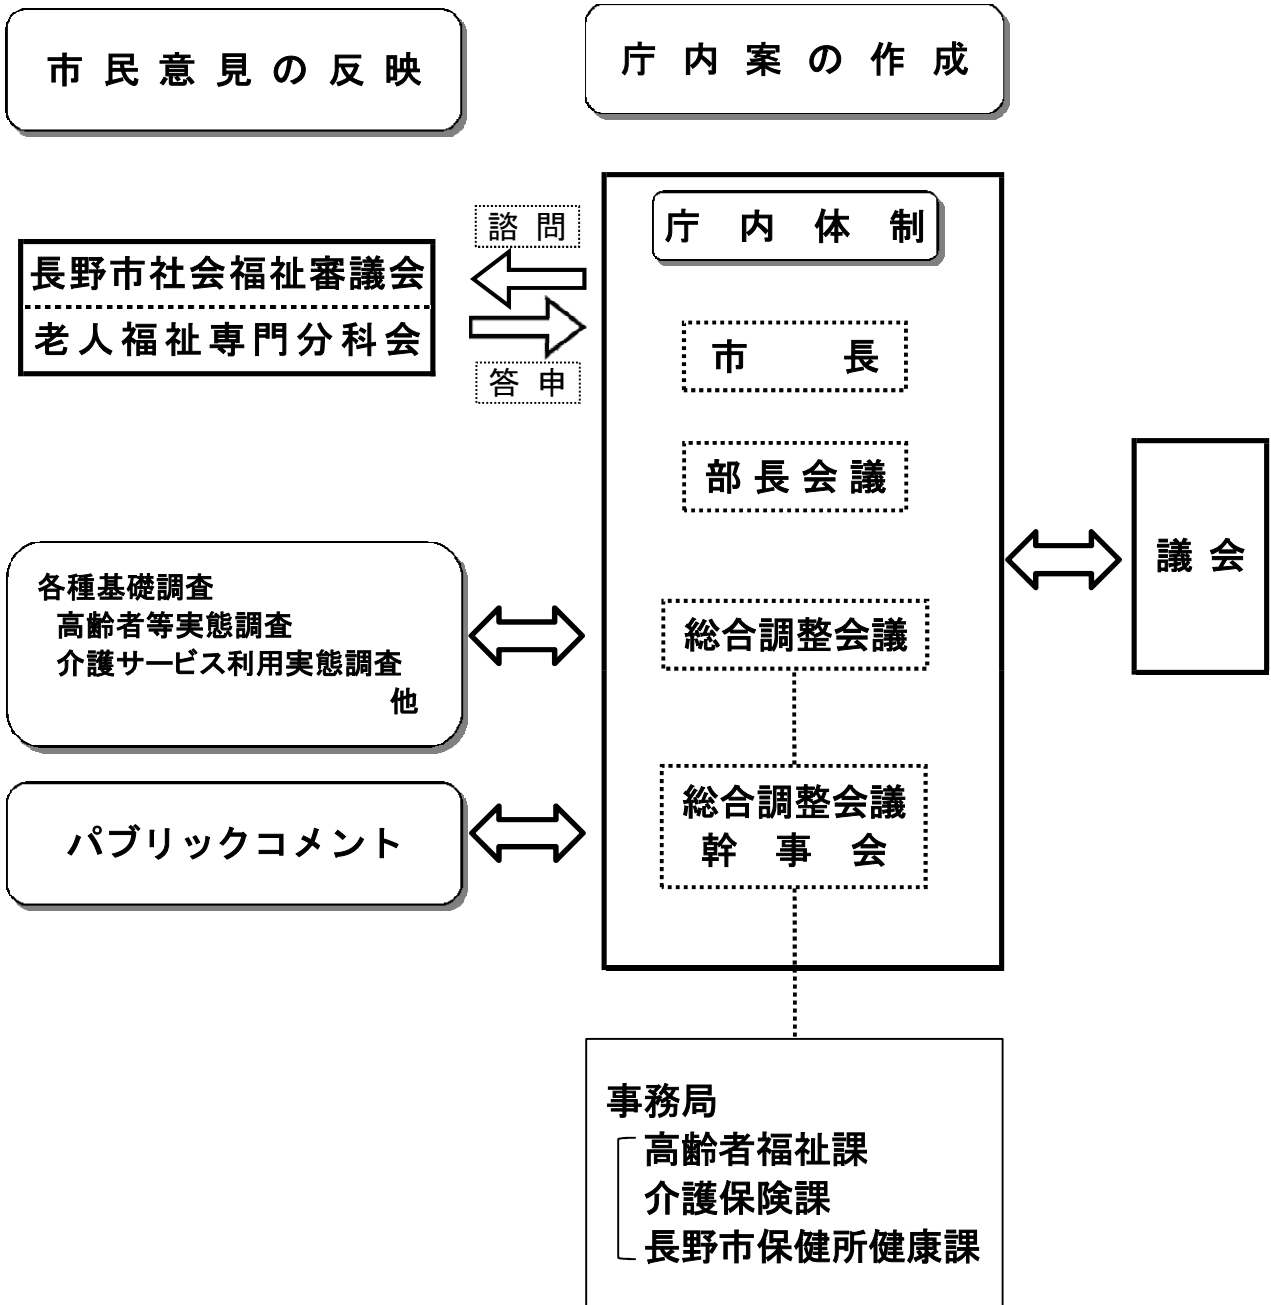 市民意見の反映
庁内案の作成
諮問
長野市社会福祉審議会
老人福祉専門分科会
答申
庁内体制
市長
部長会議
議会
各種基礎調査
高齢者等実態調査
介護サービス利用実態調査
他
総合調整会議
パブリックコメント
総合調整会議
幹事会
事務局
高齢者福祉課
介護保険課
長野市保健所健康課